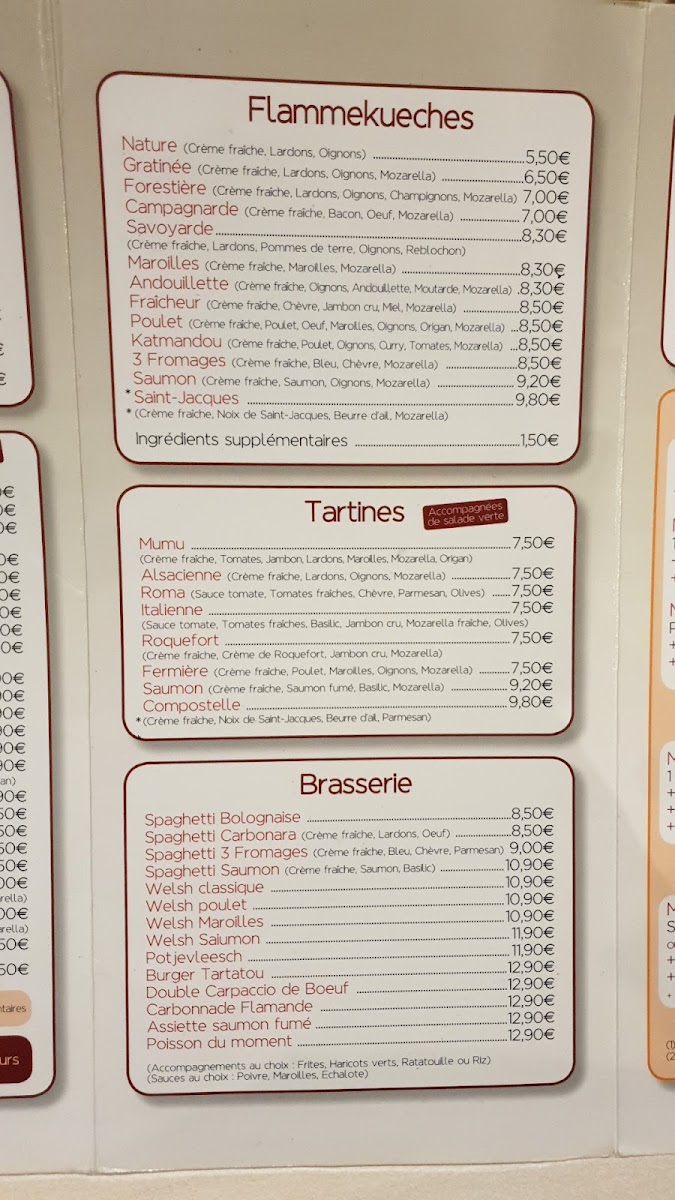 Flammekueches
Nature (Crème fraîche, Lardons, Oignons) 5,50€
Gratinée (Crème fraîche, Lardons, Oignons, Mozarella) 6,50€
Forestière (Crème fraîche, Lardons, Oignons, Champignons, Mozarella) 7,00€
Campagnarde (Crème fraîche, Bacon, Oeuf, Mozarella) 7,00€
Savoyarde 8,30€
(Crème fraîche, Lardons, Pommes de terre, Oignons, Reblochon)
Maroilles (Crème fraîche, Maroilles, Mozarella) 8,30€
Andouillette (Crème fraîche, Oignons, Andouillette, Moutarde, Mozarella) 8,30€
Fraîcheur (Crème fraîche, Chèvre, Jambon cru, Miel, Mozarella) 8,50€
Poulet (Crème fraîche, Poulet, Oeuf, Maroilles, Oignons, Origan, Mozarella) 8,50€
Katmandou (Crème fraîche, Poulet, Oignons, Curry, Tomates, Mozarella) 8,50€
3 Fromages (Crème fraîche, Bleu, Chèvre, Mozarella) 8,50€
Saumon (Crème fraîche, Saumon, Oignons, Mozarella) 9,20€
* Saint-Jacques 9,80€
* (Crème fraîche, Noix de Saint-Jacques, Beurre d'ail, Mozarella)
Ingrédients supplémentaires 1,50€
Tartines Accompagnées
de salade verte
Mumu 7,50€
(Crème fraîche, Tomates, Jambon, Lardons, Maroilles, Mozarella, Origan)
Alsacienne (Crème fraîche, Lardons, Oignons, Mozarella) 7,50€
Roma (Sauce tomate, Tomates fraîches, Chèvre, Parmesan, Olives) 7,50€
Italienne 7,50€
(Sauce tomate, Tomates fraîches, Basilic, Jambon cru, Mozarella fraîche, Olives)
Roquefort 7,50€
(Crème fraîche, Crème de Roquefort, Jambon cru, Mozarella)
Fermière (Crème fraîche, Poulet, Maroilles, Oignons, Mozarella) 7,50€
Saumon (Crème fraîche, Saumon fumé, Basilic, Mozarella) 9,20€
Compostelle 9,80€
* (Crème fraîche, Noix de Saint-Jacques, Beurre d'ail, Parmesan)
Brasserie
Spaghetti Bolognaise 8,50€
Spaghetti Carbonara (Crème fraîche, Lardons, Oeuf) 8,50€
Spaghetti 3 Fromages (Crème fraîche, Bleu, Chèvre, Parmesan) 9,00€
Spaghetti Saumon (Crème fraîche, Saumon, Basilic) 10,90€
Welsh classique 10,90€
Welsh poulet 10,90€
Welsh Maroilles 10,90€
Welsh Saiumon 11,90€
Potjevleesch 11,90€
Burger Tartatou 12,90€
Double Carpaccio de Boeuf 12,90€
Carbonnade Flamande 12,90€
Assiette saumon fumé 12,90€
Poisson du moment 12,90€
(Accompagnements au choix : Frites, Haricots verts, Ratatouille ou Riz)
(Sauces au choix : Poivre, Maroilles, Echalote)